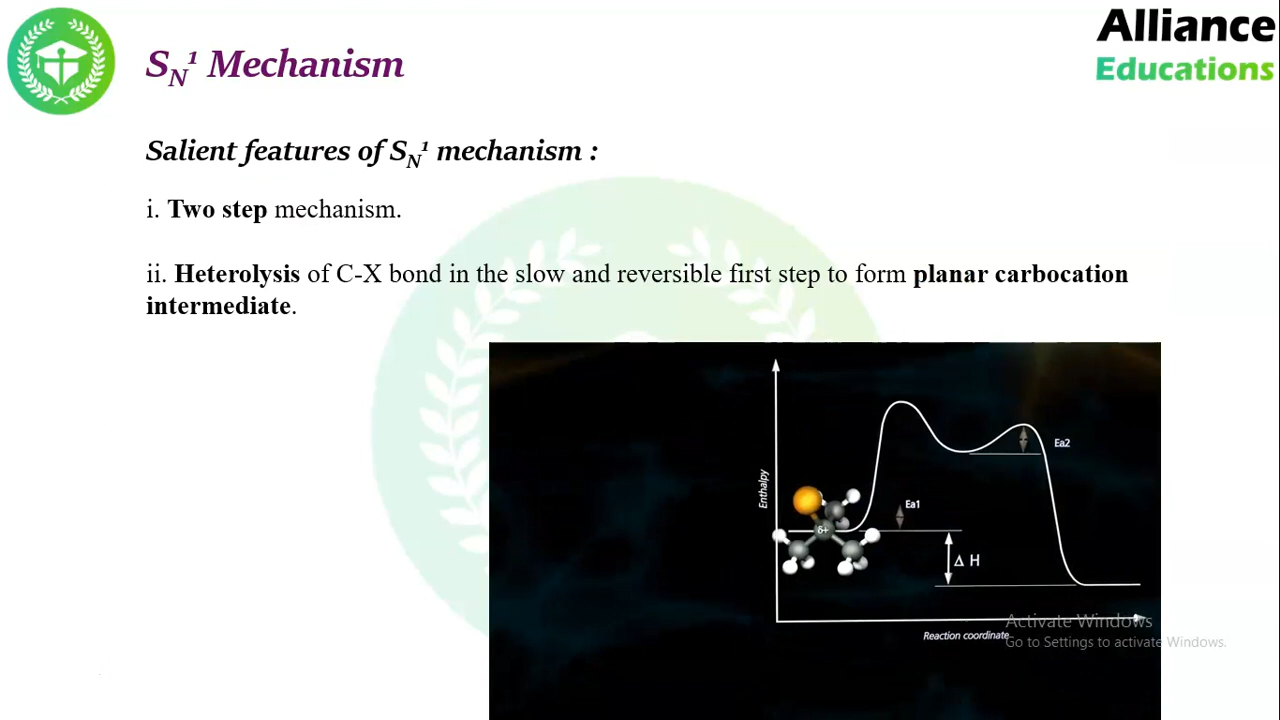 Alliance
Educations
S_N¹ Mechanism
Salient features of S_N¹ mechanism :
i. Two step mechanism.
ii. Heterolysis of C-X bond in the slow and reversible first step to form planar carbocation
intermediate.
Enthalpy
Ea2
Ea1
δ+
Δ H
Reaction coordinate
Activate Windows
Go to Settings to activate Windows.